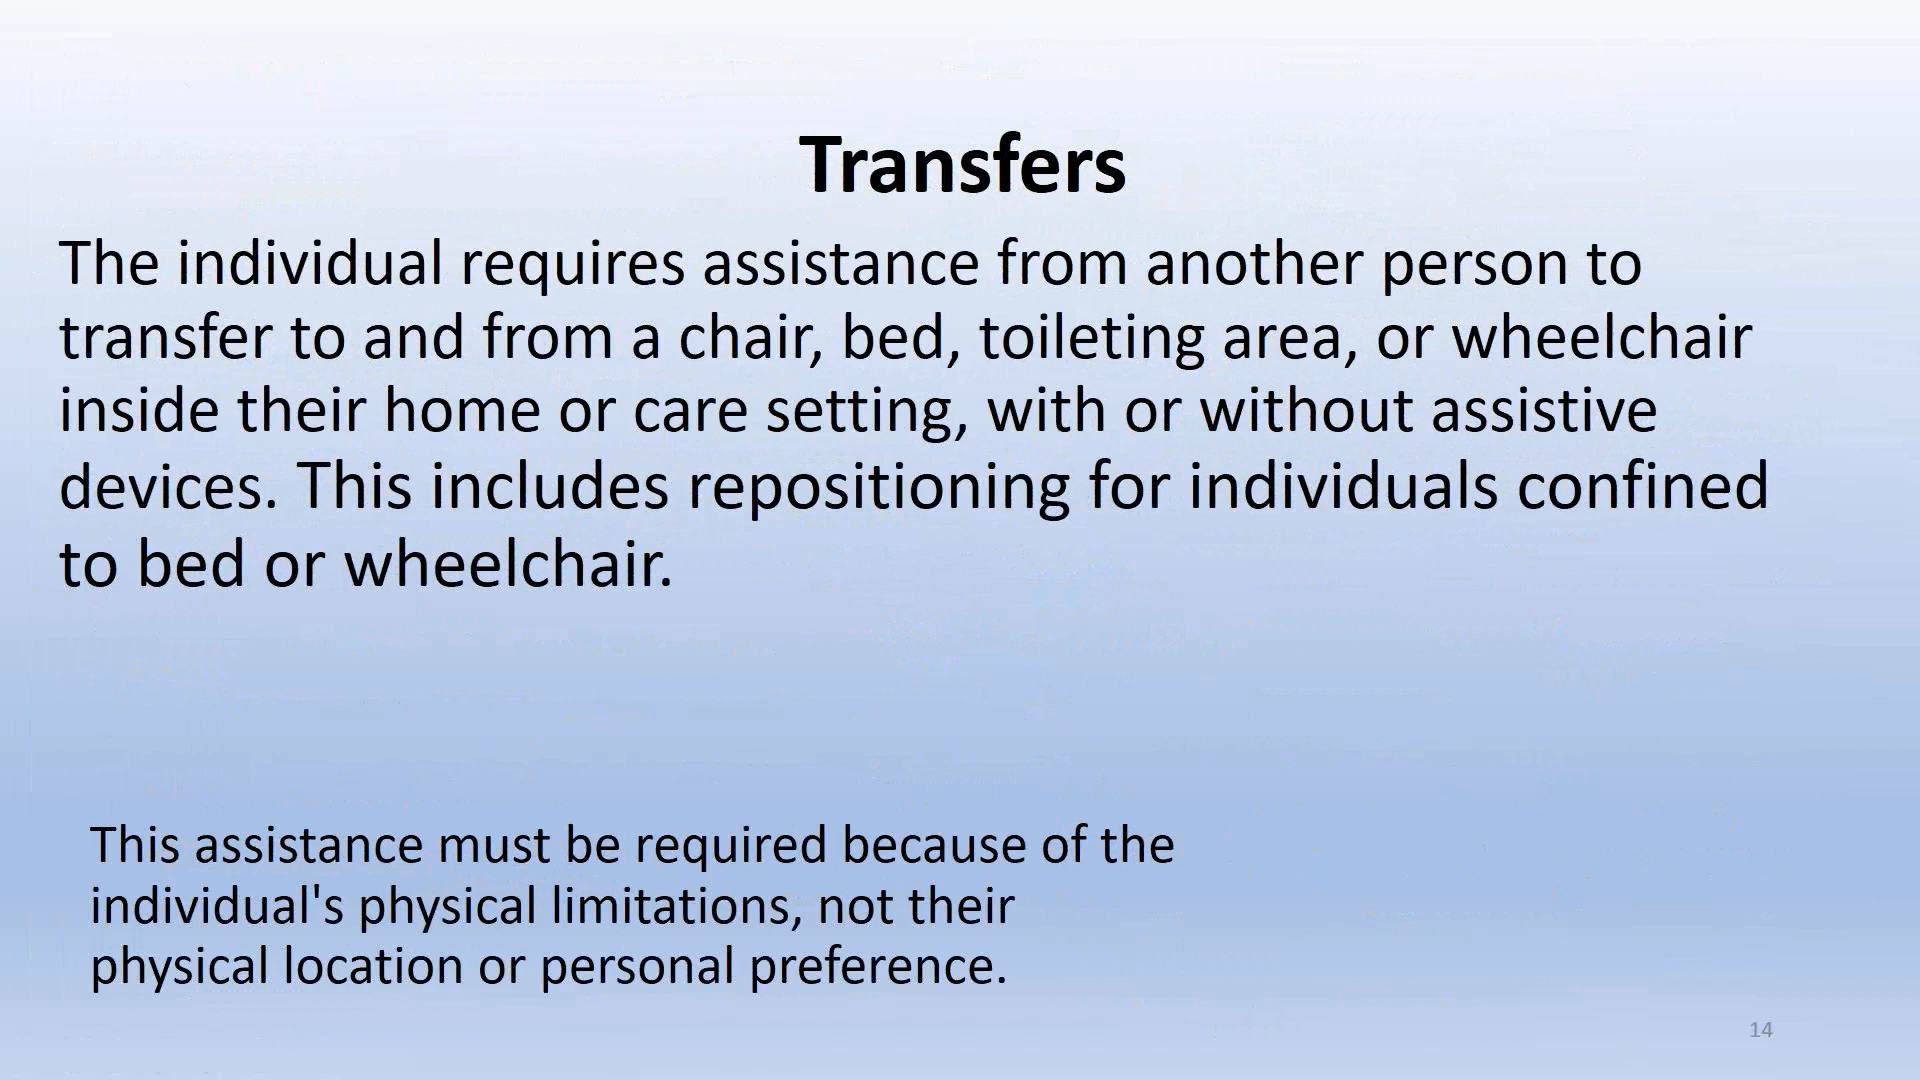 Transfers
The individual requires assistance from another person to
transfer to and from a chair, bed, toileting area, or wheelchair
inside their home or care setting, with or without assistive
devices. This includes repositioning for individuals confined
to bed or wheelchair.
This assistance must be required because of the
individual's physical limitations, not their
physical location or personal preference.
14